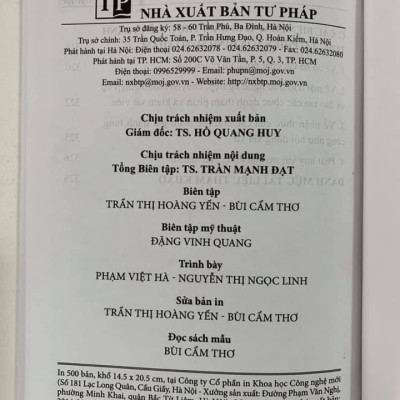 TP
NHÀ XUẤT BẢN TƯ PHÁP
Trụ sở đăng ký: 58 - 60 Trần Phú, Ba Đình, Hà Nội
Trụ sở chính: 35 Trần Quốc Toản, P. Trần Hưng Đạo, Q. Hoàn Kiếm, Hà Nội
Phát hành tại Hà Nội: Điện thoại 024.62632078 - 024.62632079 - Fax: 024.62632080
Phát hành tại TP. HCM: Số 200C Võ Văn Tần, P. 5, Q. 3, TP. HCM
Điện thoại: 0996529999 - Email: phupn@moj.gov.vn
Email: nxbtp@moj.gov.vn - Website: http://nxbtp.moj.gov.vn
Chịu trách nhiệm xuất bản
Giám đốc: TS. HỒ QUANG HUY
Chịu trách nhiệm nội dung
Tổng Biên tập: TS. TRẦN MẠNH ĐẠT
Biên tập
TRẦN THỊ HOÀNG YẾN - BÙI CẨM THƠ
Biên tập mỹ thuật
ĐẶNG VINH QUANG
Trình bày
PHẠM VIỆT HÀ - NGUYỄN THỊ NGỌC LINH
Sửa bản in
TRẦN THỊ HOÀNG YẾN - BÙI CẨM THƠ
Đọc sách mẫu
BÙI CẨM THƠ
In 500 bản, khổ 14.5 x 20.5 cm, tại Công ty Cổ phần in Khoa học Công nghệ mới
(Số 181 Lạc Long Quân, Cầu Giấy, Hà Nội - Xưởng sản xuất: Đường Phạm Văn Nghị,
phường Minh Khai, quận Bắc Từ Liêm,